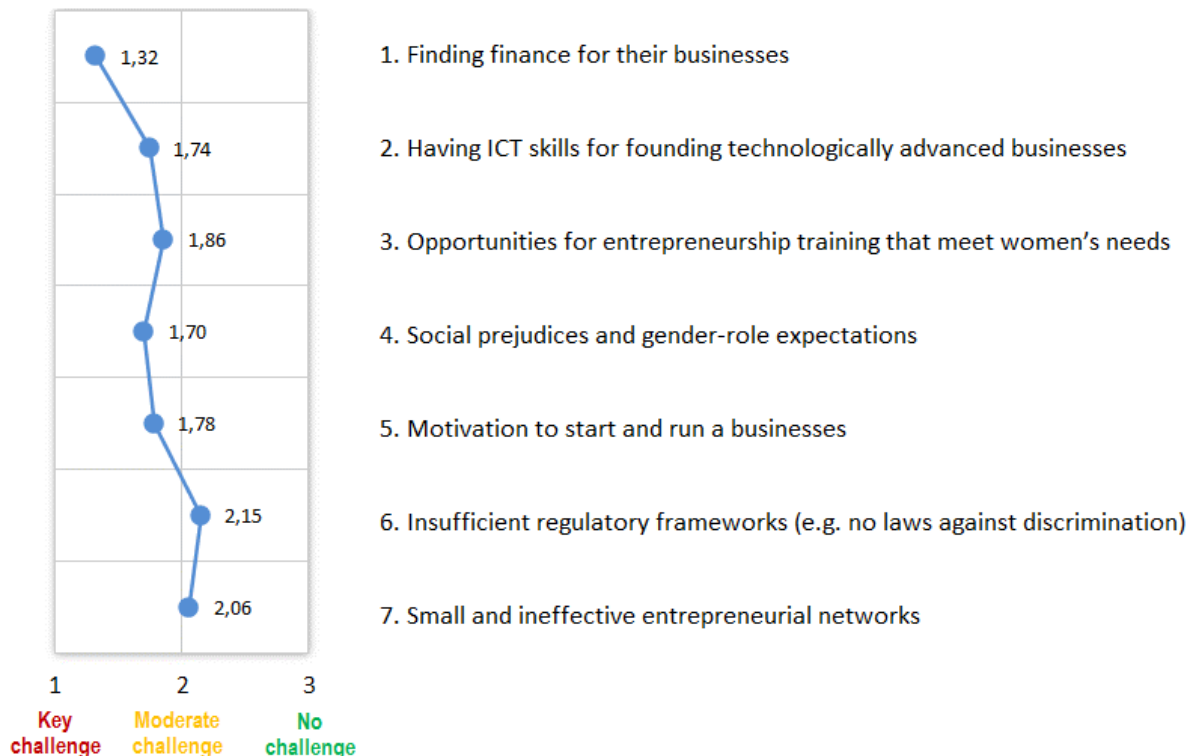 1,32
1. Finding finance for their businesses
1,74
2. Having ICT skills for founding technologically advanced businesses
1,86
3. Opportunities for entrepreneurship training that meet women’s needs
1,70
4. Social prejudices and gender-role expectations
1,78
5. Motivation to start and run a businesses
2,15
6. Insufficient regulatory frameworks (e.g. no laws against discrimination)
2,06
7. Small and ineffective entrepreneurial networks
1 2 3
Key Moderate No
challenge challenge challenge